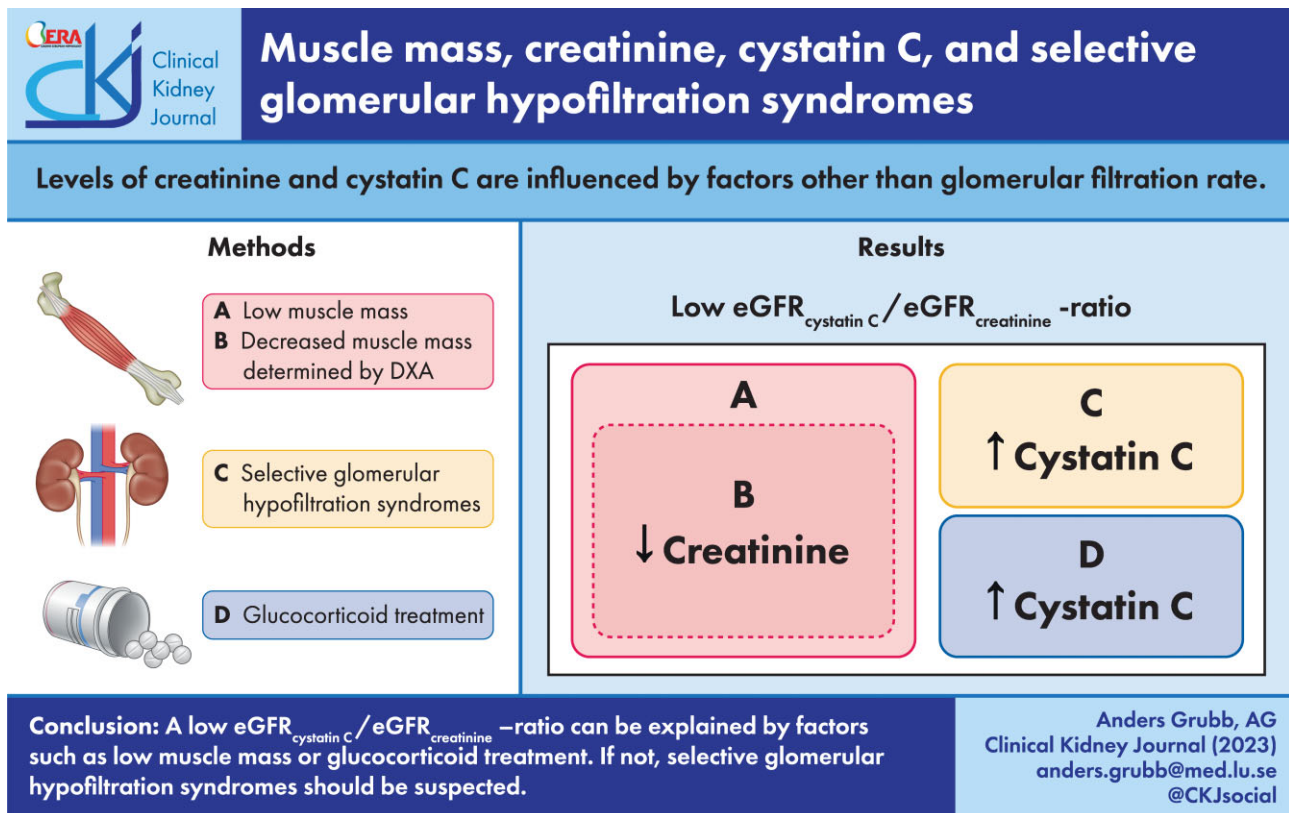 ERA
CKJ
Clinical
Kidney
Journal
Muscle mass, creatinine, cystatin C, and selective
glomerular hypofiltration syndromes
Levels of creatinine and cystatin C are influenced by factors other than glomerular filtration rate.
Methods
A Low muscle mass
B Decreased muscle mass
determined by DXA
C Selective glomerular
hypofiltration syndromes
D Glucocorticoid treatment
Results
Low eGFRcystatin C/eGFRcreatinine -ratio
A
B
↓ Creatinine
C
↑ Cystatin C
D
↑ Cystatin C
Conclusion: A low eGFRcystatin C/eGFRcreatinine –ratio can be explained by factors
such as low muscle mass or glucocorticoid treatment. If not, selective glomerular
hypofiltration syndromes should be suspected.
Anders Grubb, AG
Clinical Kidney Journal (2023)
anders.grubb@med.lu.se
@CKJsocial